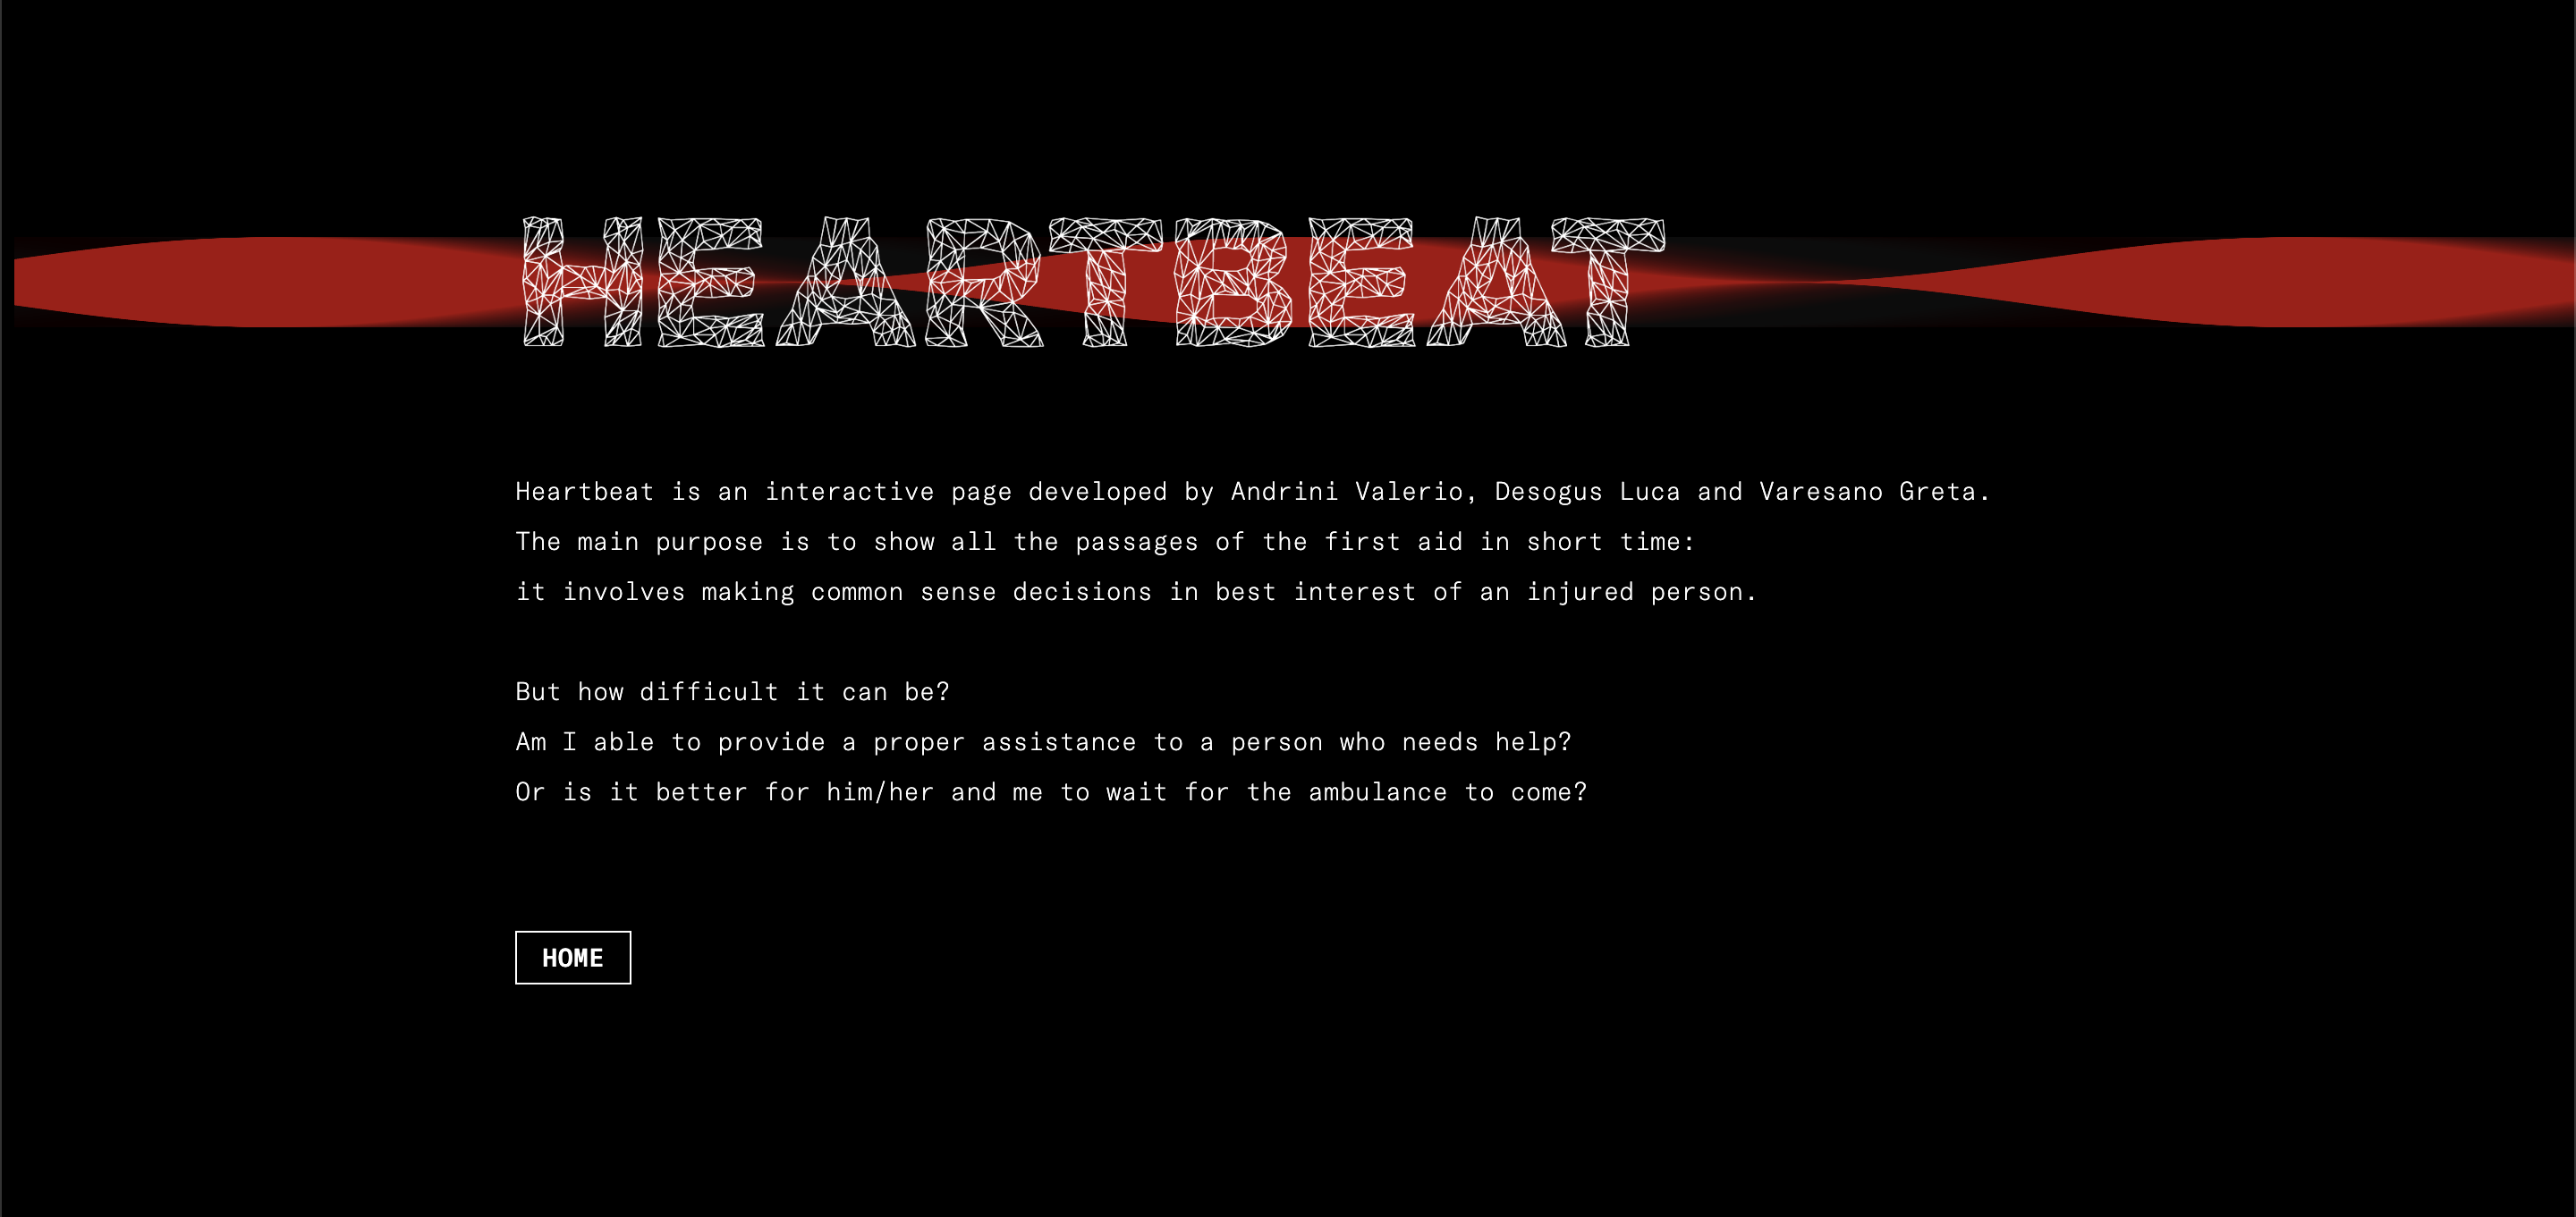 HEARTBEAT
Heartbeat is an interactive page developed by Andrini Valerio, Desogus Luca and Varesano Greta.
The main purpose is to show all the passages of the first aid in short time:
it involves making common sense decisions in best interest of an injured person.
But how difficult it can be?
Am I able to provide a proper assistance to a person who needs help?
Or is it better for him/her and me to wait for the ambulance to come?
HOME